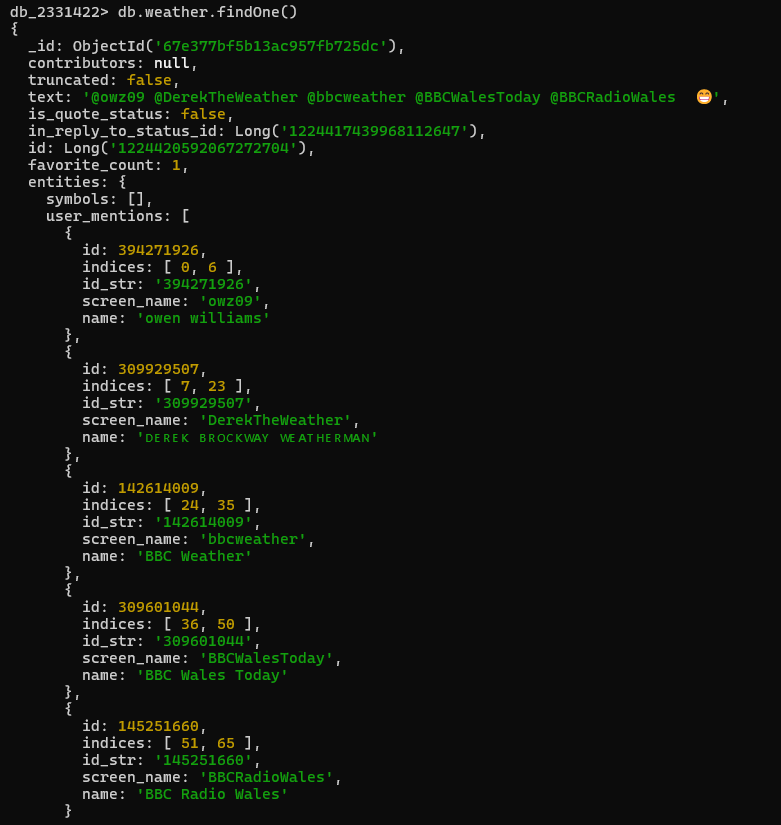 db_2331422> db.weather.findOne()
{
  _id: ObjectId('67e377bf5b13ac957fb725dc'),
  contributors: null,
  truncated: false,
  text: '@owz09 @DerekTheWeather @bbcweather @BBCWalesToday @BBCRadioWales  😁',
  is_quote_status: false,
  in_reply_to_status_id: Long('1224417439968112647'),
  id: Long('1224420592067272704'),
  favorite_count: 1,
  entities: {
    symbols: [],
    user_mentions: [
      {
        id: 394271926,
        indices: [ 0, 6 ],
        id_str: '394271926',
        screen_name: 'owz09',
        name: 'owen williams'
      },
      {
        id: 309929507,
        indices: [ 7, 23 ],
        id_str: '309929507',
        screen_name: 'DerekTheWeather',
        name: 'ᴅᴇʀᴇᴋ ʙʀᴏᴄᴋᴡᴀʏ ᴡᴇᴀᴛʜᴇʀᴍᴀɴ'
      },
      {
        id: 142614009,
        indices: [ 24, 35 ],
        id_str: '142614009',
        screen_name: 'bbcweather',
        name: 'BBC Weather'
      },
      {
        id: 309601044,
        indices: [ 36, 50 ],
        id_str: '309601044',
        screen_name: 'BBCWalesToday',
        name: 'BBC Wales Today'
      },
      {
        id: 145251660,
        indices: [ 51, 65 ],
        id_str: '145251660',
        screen_name: 'BBCRadioWales',
        name: 'BBC Radio Wales'
      }